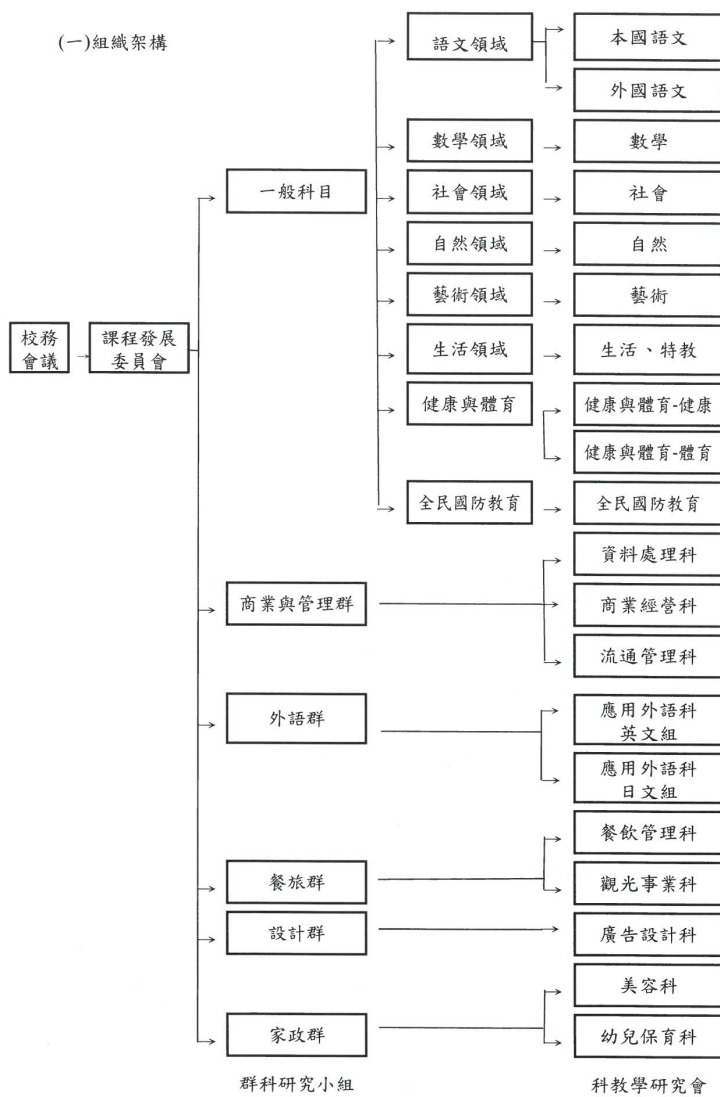 (一)組織架構
語文領域
本國語文
外國語文
數學領域
數學
一般科目
社會領域
社會
自然領域
自然
藝術領域
藝術
校務
會議
課程發展
委員會
生活領域
生活、特教
健康與體育
健康與體育-健康
健康與體育-體育
全民國防教育
全民國防教育
資料處理科
商業與管理群
商業經營科
流通管理科
外語群
應用外語科
英文組
應用外語科
日文組
餐飲管理科
餐旅群
觀光事業科
設計群
廣告設計科
美容科
家政群
幼兒保育科
群科研究小組
科教學研究會